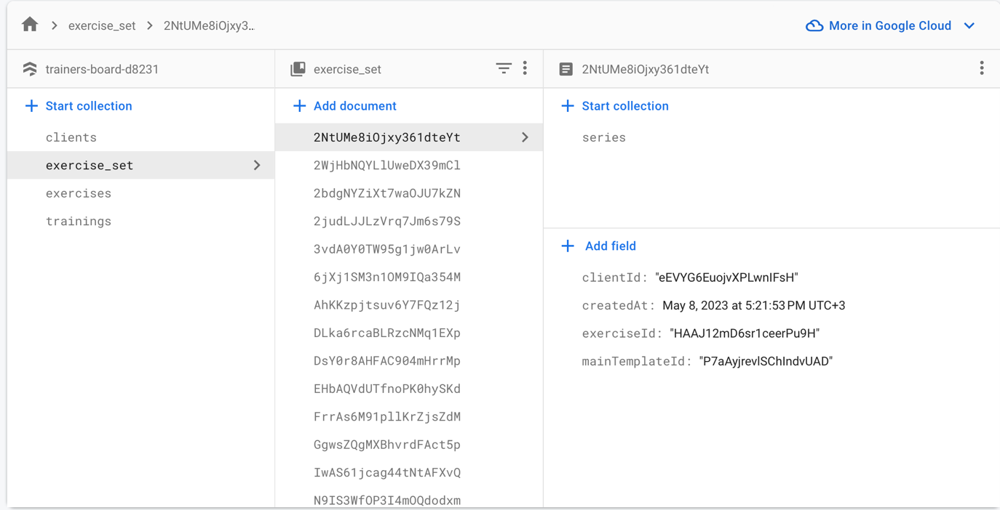 exercise_set 2NtUMe8iOjxy3...
More in Google Cloud
trainers-board-d8231
Start collection
clients
exercise_set
exercises
trainings
exercise_set
Add document
2NtUMe8iOjxy361dteYt
2WjHbNQYLlUweDX39mCl
2bdgNYZiXt7waOJU7kZN
2judLJJLzVrq7Jm6s79S
3vdA0Y0TW95g1jw0ArLv
6jXj1SM3n1OM9IQa354M
AhKKzpjtsuv6Y7FQz12j
DLka6rcaBLRzcNMq1EXp
DsY0r8AHFAC904mHrrMp
EHbAQVdUTfnoPK0hySKd
FrrAs6M91pllKrZjsZdM
GgwsZQgMXBhvrdFAct5p
IwAS61jcag44tNtAFXvQ
N9IS3WfOP3I4mOQdodxm
2NtUMe8iOjxy361dteYt
Start collection
series
Add field
clientId: "eEVYG6EuojvXPLwnIFsH"
createdAt: May 8, 2023 at 5:21:53 PM UTC+3
exerciseId: "HAAJ12mD6sr1ceerPu9H"
mainTemplateId: "P7aAyjrevlSChIndvUAD"